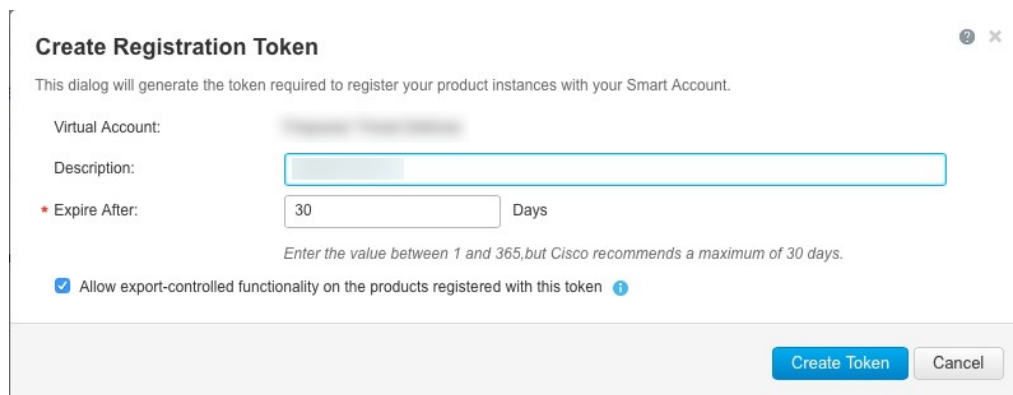 Create Registration Token
This dialog will generate the token required to register your product instances with your Smart Account.
Virtual Account:
Description:
* Expire After: 30 Days
Enter the value between 1 and 365,but Cisco recommends a maximum of 30 days.
Allow export-controlled functionality on the products registered with this token
Create Token Cancel